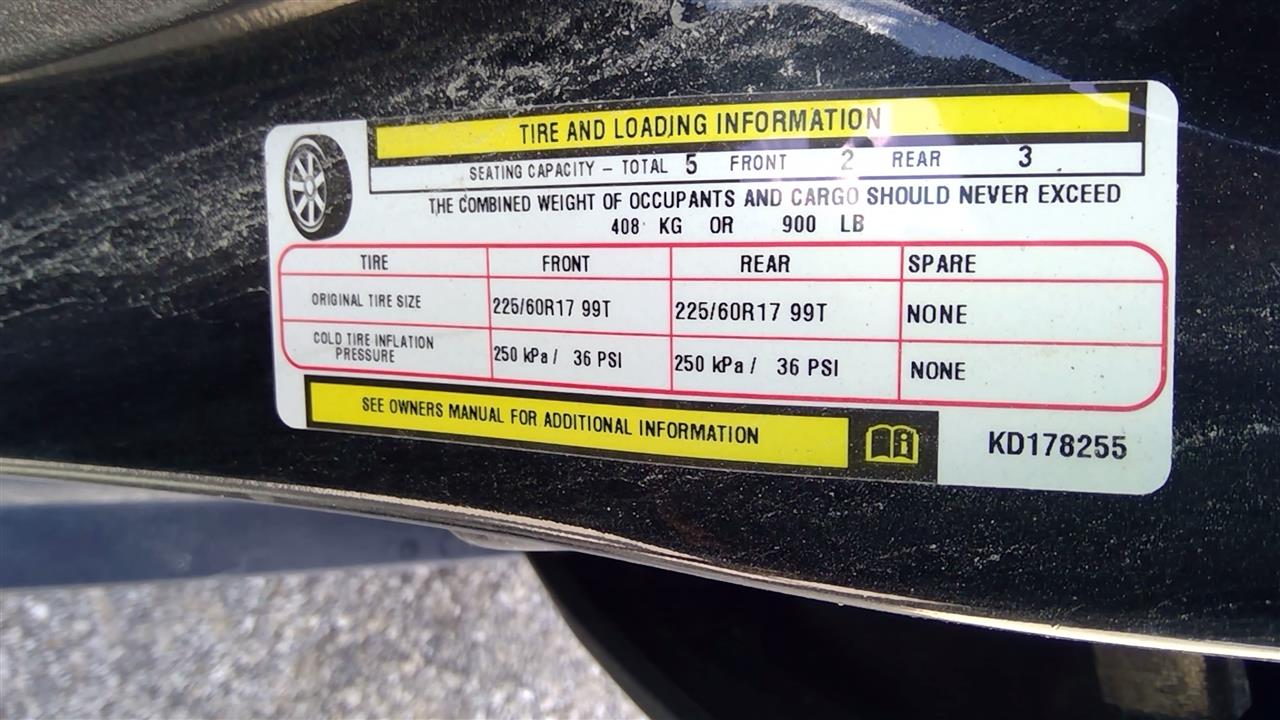 TIRE AND LOADING INFORMATION
SEATING CAPACITY – TOTAL 5 FRONT 2 REAR 3
THE COMBINED WEIGHT OF OCCUPANTS AND CARGO SHOULD NEVER EXCEED
408 KG OR 900 LB
TIRE FRONT REAR SPARE
ORIGINAL TIRE SIZE 225/60R17 99T 225/60R17 99T NONE
COLD TIRE INFLATION
PRESSURE 250 kPa / 36 PSI 250 kPa / 36 PSI NONE
SEE OWNERS MANUAL FOR ADDITIONAL INFORMATION
KD178255